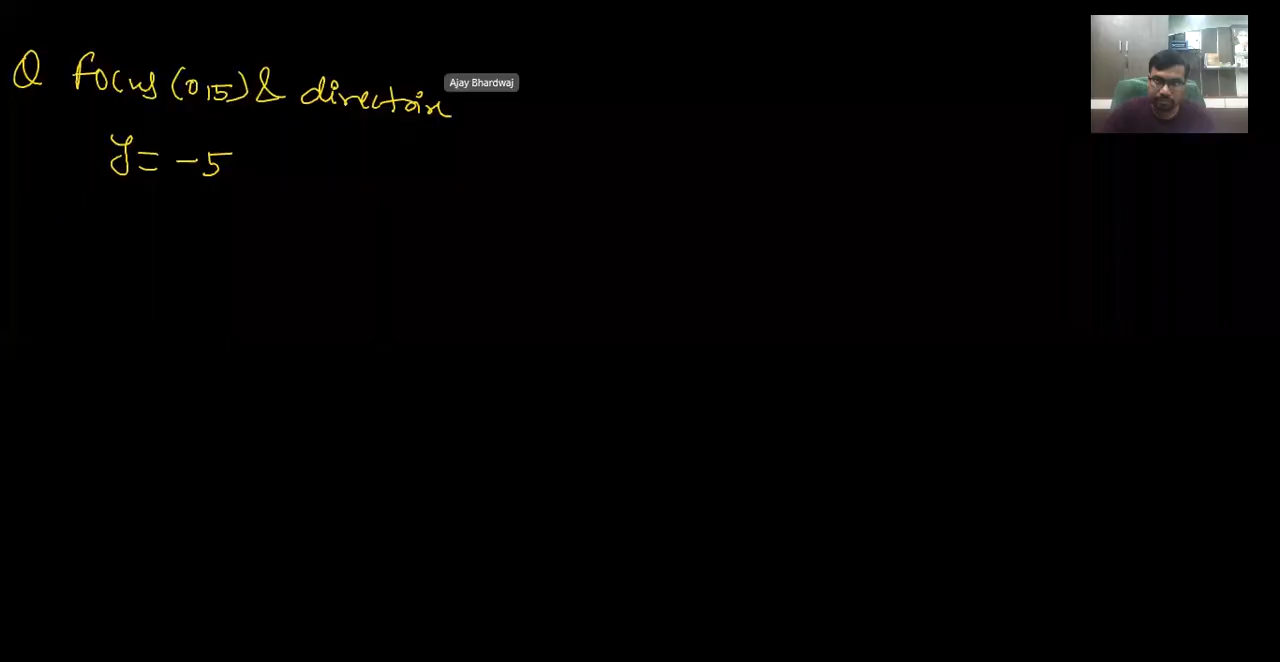 Q focus (0,5) & directrix
Ajay Bhardwaj
y = -5